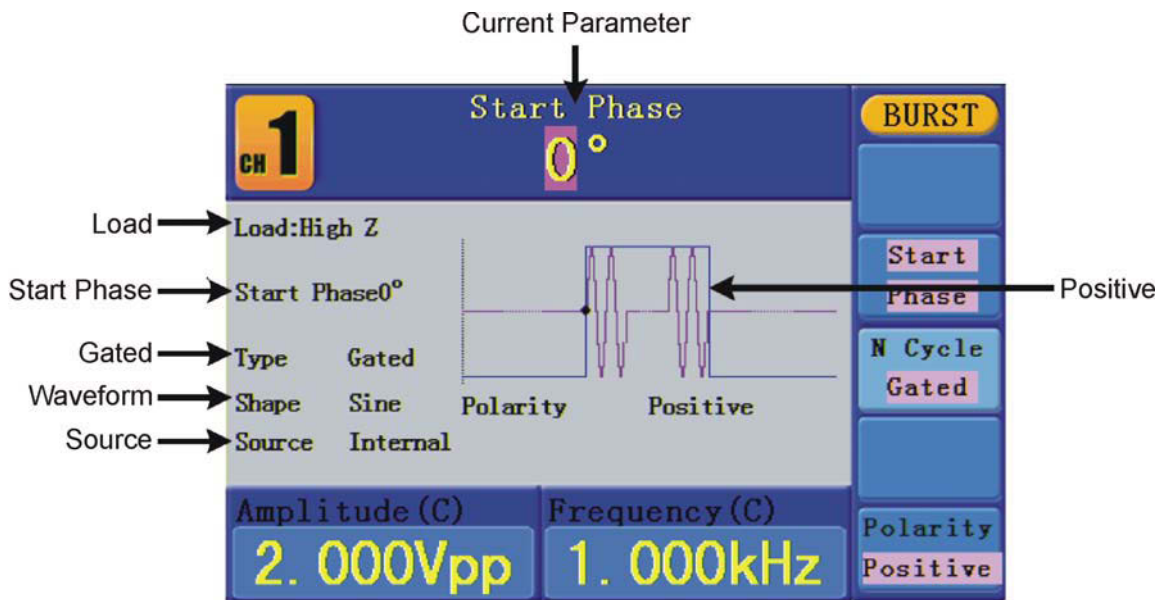 Current Parameter
CH 1
Start Phase
0°
BURST
Load
Load:High Z
Start Phase
Start Phase0°
Gated
Type Gated
Waveform
Shape Sine
Source
Source Internal
Polarity Positive
Positive
Start
Phase
N Cycle
Gated
Polarity
Positive
Amplitude(C)
2.000Vpp
Frequency(C)
1.000kHz